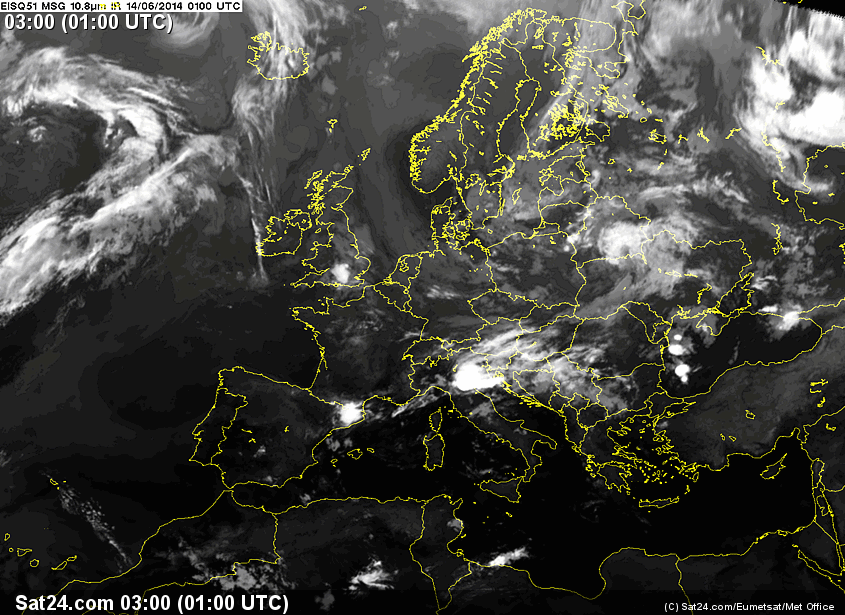 EISQ51 MSG 10.8µm IR 14/06/2014 0100 UTC
03:00 (01:00 UTC)
Sat24.com 03:00 (01:00 UTC)
(C) Sat24.com/Eumetsat/Met Office